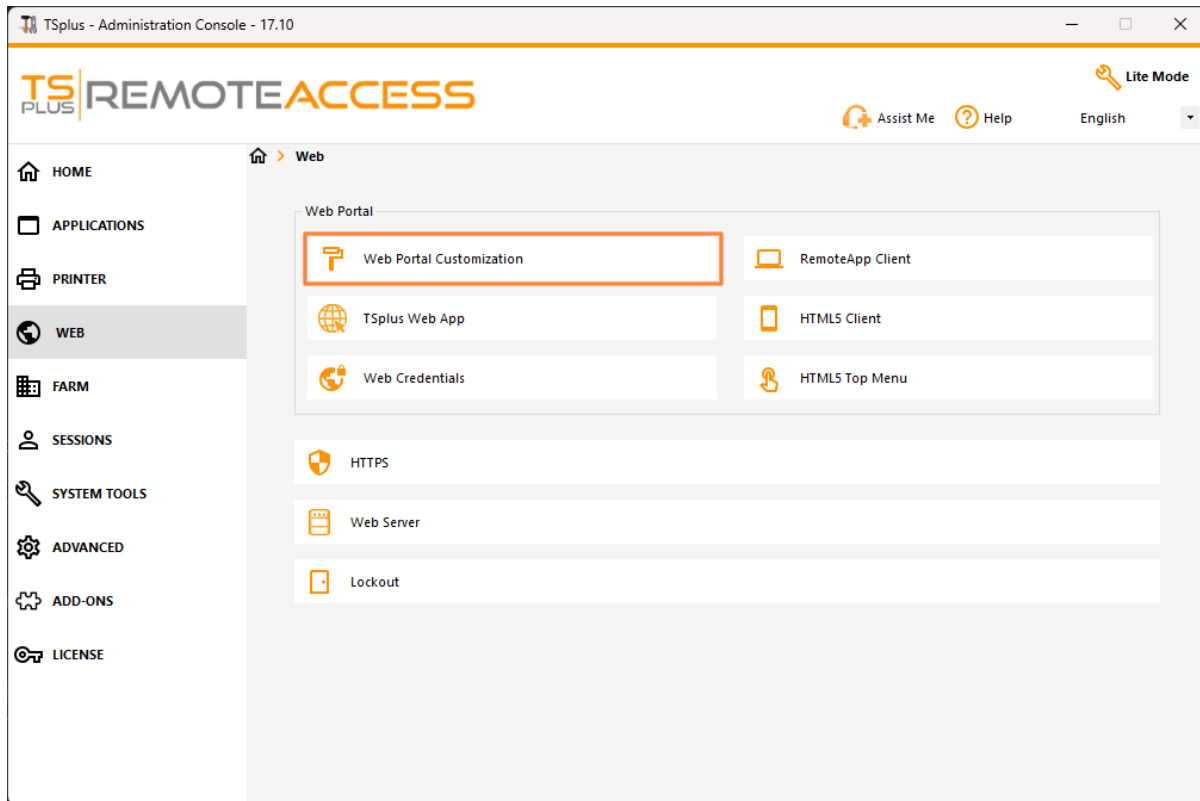 TSplus - Administration Console - 17.10
TS PLUS REMOTEACCESS
Lite Mode
Assist Me
Help
English
HOME
APPLICATIONS
PRINTER
WEB
FARM
SESSIONS
SYSTEM TOOLS
ADVANCED
ADD-ONS
LICENSE
Web
Web Portal
Web Portal Customization
RemoteApp Client
TSplus Web App
HTML5 Client
Web Credentials
HTML5 Top Menu
HTTPS
Web Server
Lockout